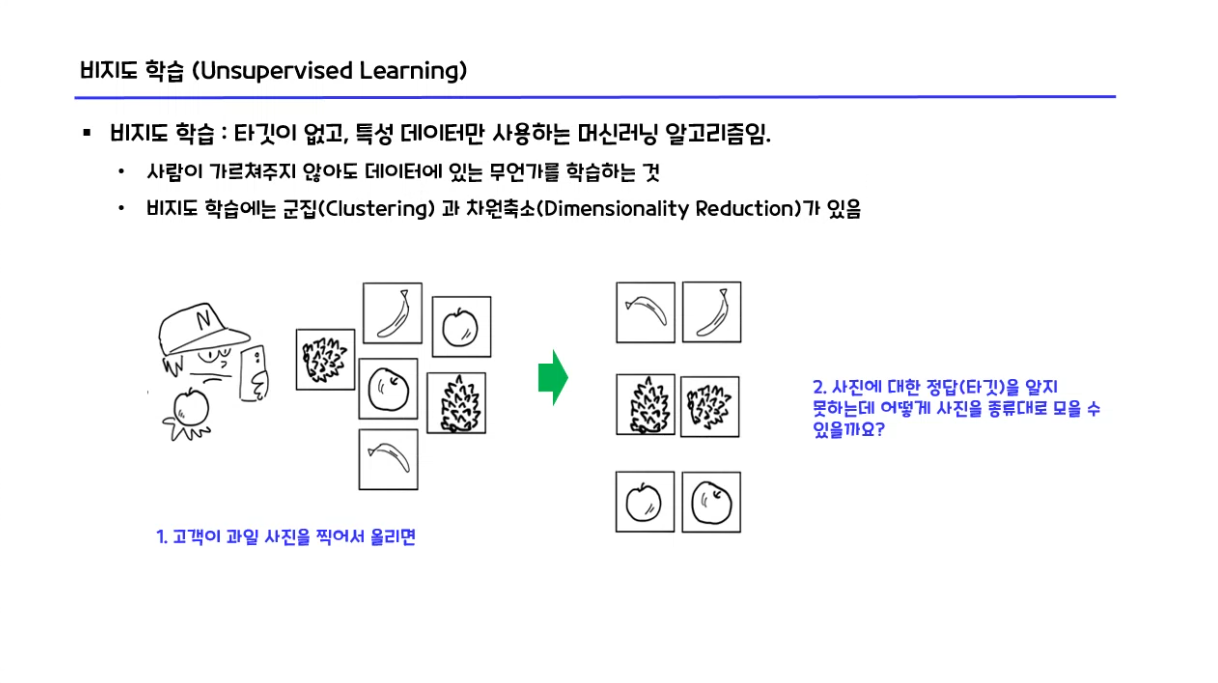 비지도 학습 (Unsupervised Learning)
▪ 비지도 학습 : 타깃이 없고, 특성 데이터만 사용하는 머신러닝 알고리즘임.
• 사람이 가르쳐주지 않아도 데이터에 있는 무언가를 학습하는 것
• 비지도 학습에는 군집(Clustering) 과 차원축소(Dimensionality Reduction)가 있음
N
1. 고객이 과일 사진을 찍어서 올리면
2. 사진에 대한 정답(타깃)을 알지
못하는데 어떻게 사진을 종류대로 모을 수
있을까요?